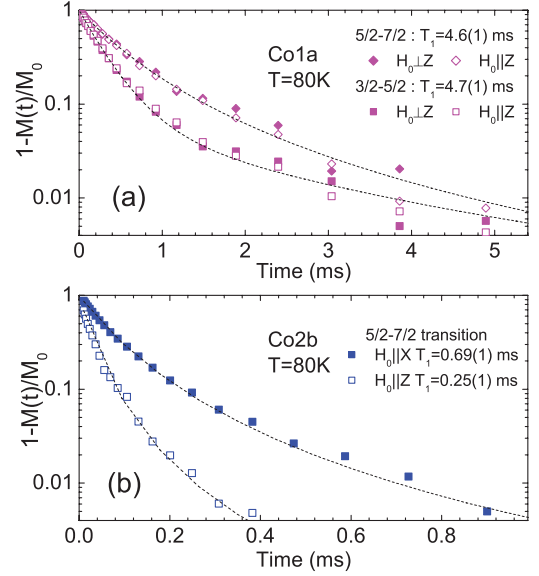 1
0.1
0.01
1-M(t)/M₀
Co1a
T=80K
5/2-7/2 : T₁=4.6(1) ms
H₀⊥Z H₀||Z
3/2-5/2 : T₁=4.7(1) ms
H₀⊥Z H₀||Z
(a)
0 1 2 3 4 5
Time (ms)
1
0.1
0.01
1-M(t)/M₀
Co2b
T=80K
5/2-7/2 transition
H₀||X T₁=0.69(1) ms
H₀||Z T₁=0.25(1) ms
(b)
0.0 0.2 0.4 0.6 0.8
Time (ms)